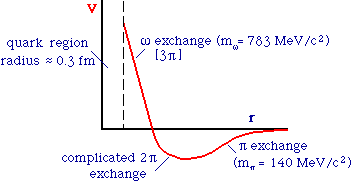 V
quark region
radius ≈ 0.3 fm
ω exchange (mω = 783 MeV/c²)
[3π]
r
complicated 2π
exchange
π exchange
(mπ = 140 MeV/c²)